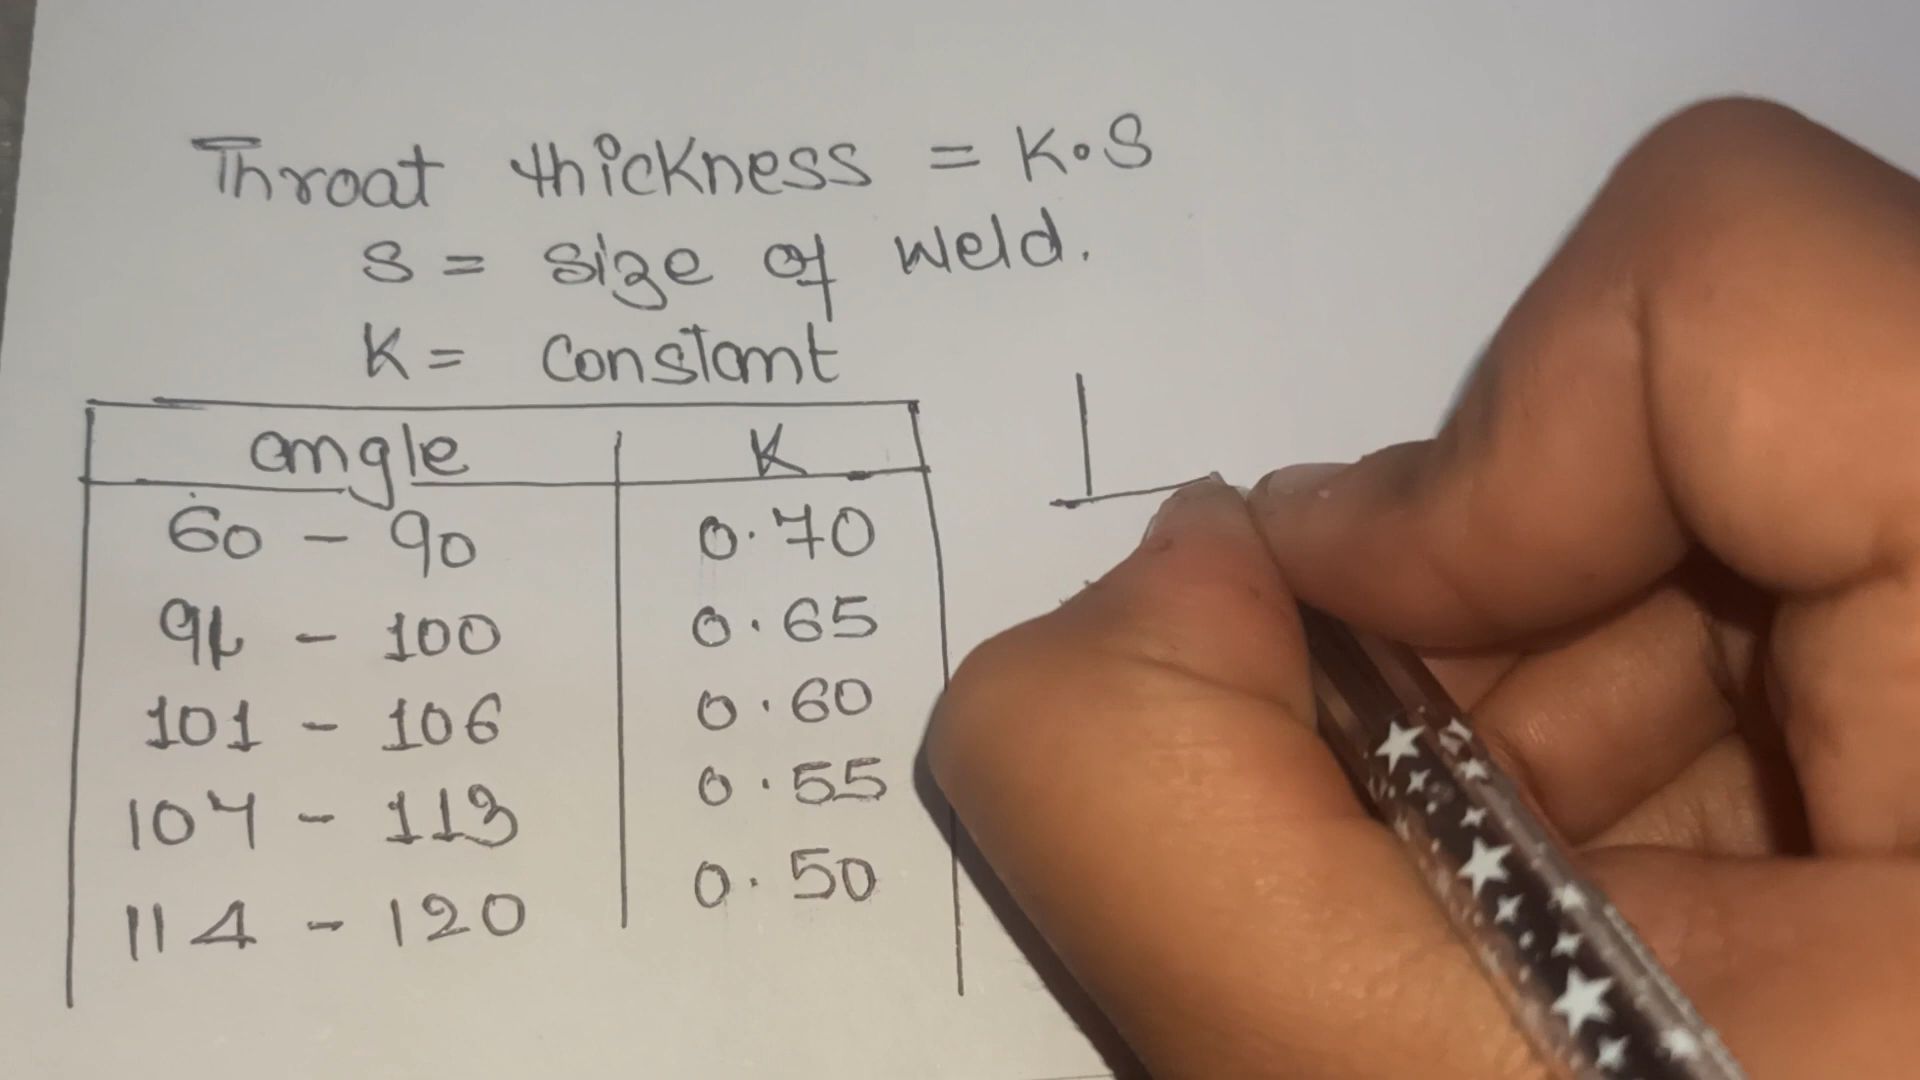 Throat thickness = K.S
S = size of weld.
K = constant
angle K
60 - 90 0.70
91 - 100 0.65
101 - 106 0.60
107 - 113 0.55
114 - 120 0.50